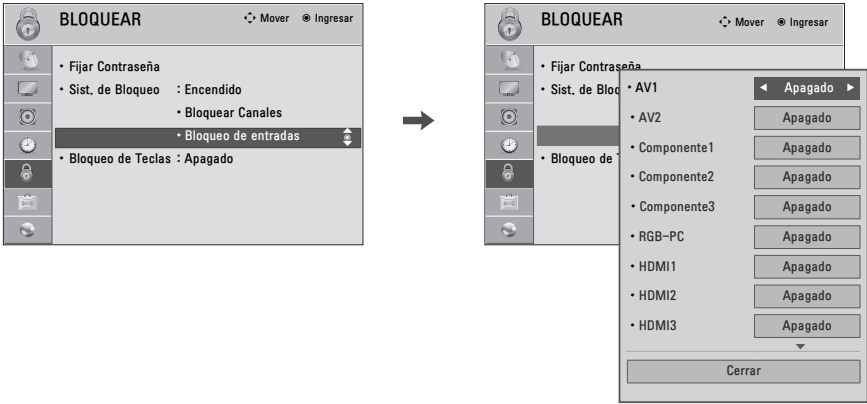 BLOQUEAR
Mover
Ingresar
• Fijar Contraseña
• Sist. de Bloqueo : Encendido
• Bloquear Canales
• Bloqueo de entradas
• Bloqueo de Teclas : Apagado
BLOQUEAR
Mover
Ingresar
• Fijar Contraseña
• Sist. de Bloq
• Bloqueo de
• AV1 ◄ Apagado ►
• AV2 Apagado
• Componente1 Apagado
• Componente2 Apagado
• Componente3 Apagado
• RGB-PC Apagado
• HDMI1 Apagado
• HDMI2 Apagado
• HDMI3 Apagado
Cerrar